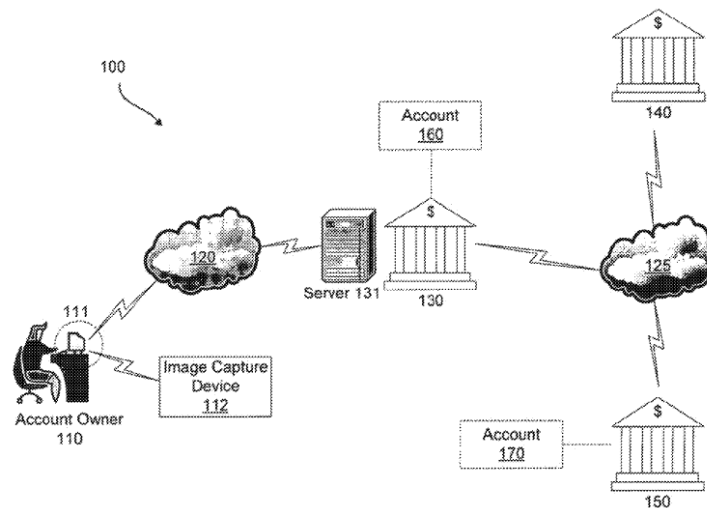 100
$
140
Account
160
$
120
Server 131
130
125
111
Image Capture
Device
112
Account Owner
110
$
Account
170
150